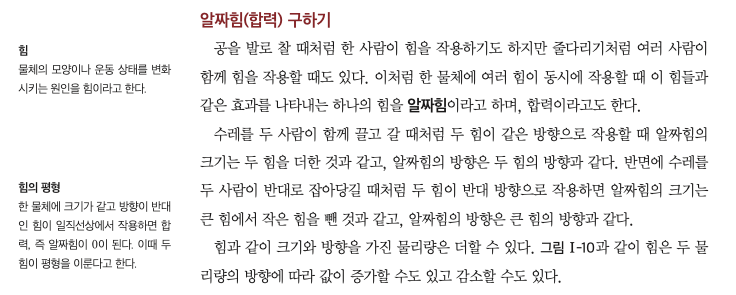 알짜힘(합력) 구하기
공을 발로 찰 때처럼 한 사람이 힘을 작용하기도 하지만 줄다리기처럼 여러 사람이
함께 힘을 작용할 때도 있다. 이처럼 한 물체에 여러 힘이 동시에 작용할 때 이 힘들과
같은 효과를 나타내는 하나의 힘을 알짜힘이라고 하며, 합력이라고도 한다.
수레를 두 사람이 함께 끌고 갈 때처럼 두 힘이 같은 방향으로 작용할 때 알짜힘의
크기는 두 힘을 더한 것과 같고, 알짜힘의 방향은 두 힘의 방향과 같다. 반면에 수레를
두 사람이 반대로 잡아당길 때처럼 두 힘이 반대 방향으로 작용하면 알짜힘의 크기는
큰 힘에서 작은 힘을 뺀 것과 같고, 알짜힘의 방향은 큰 힘의 방향과 같다.
힘과 같이 크기와 방향을 가진 물리량은 더할 수 있다. 그림 I-10과 같이 힘은 두 물
리량의 방향에 따라 값이 증가할 수도 있고 감소할 수도 있다.
힘
물체의 모양이나 운동 상태를 변화
시키는 원인을 힘이라고 한다.
힘의 평형
한 물체에 크기가 같고 방향이 반대
인 힘이 일직선상에서 작용하면 합
력, 즉 알짜힘이 0이 된다. 이때 두
힘이 평형을 이룬다고 한다.